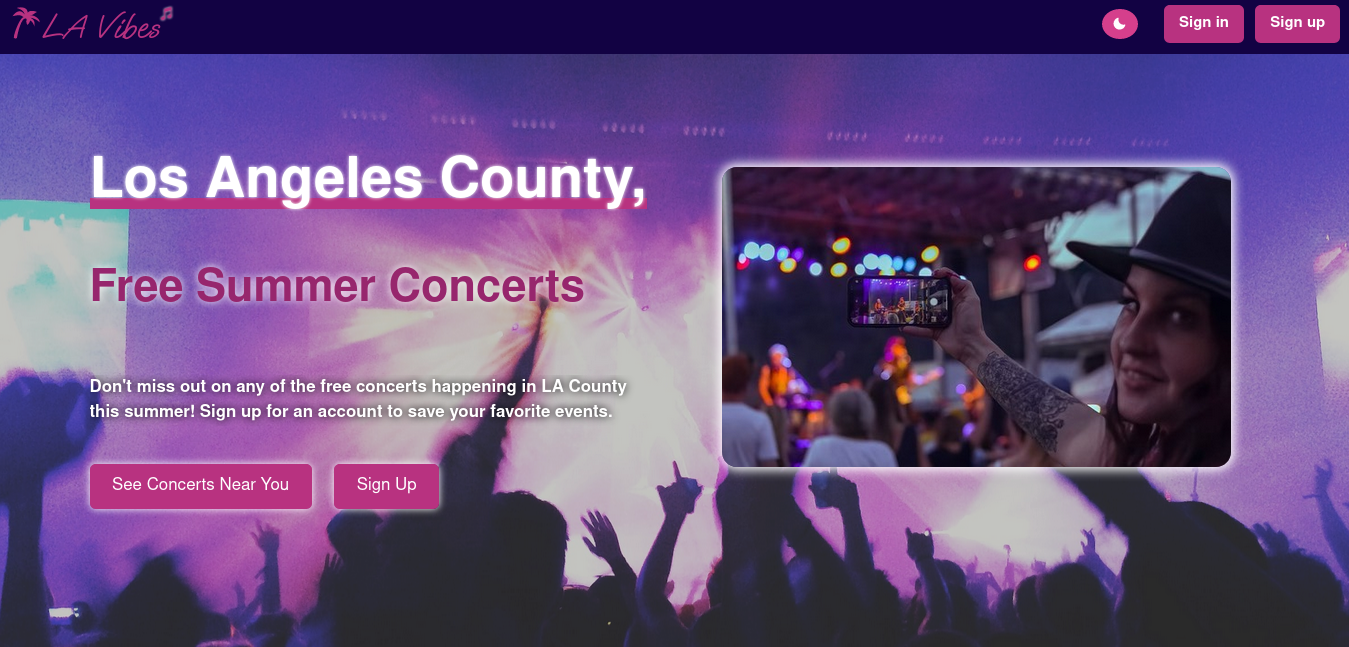 LA Vibes
Sign in
Sign up
Los Angeles County,
Free Summer Concerts
Don't miss out on any of the free concerts happening in LA County
this summer! Sign up for an account to save your favorite events.
See Concerts Near You
Sign Up